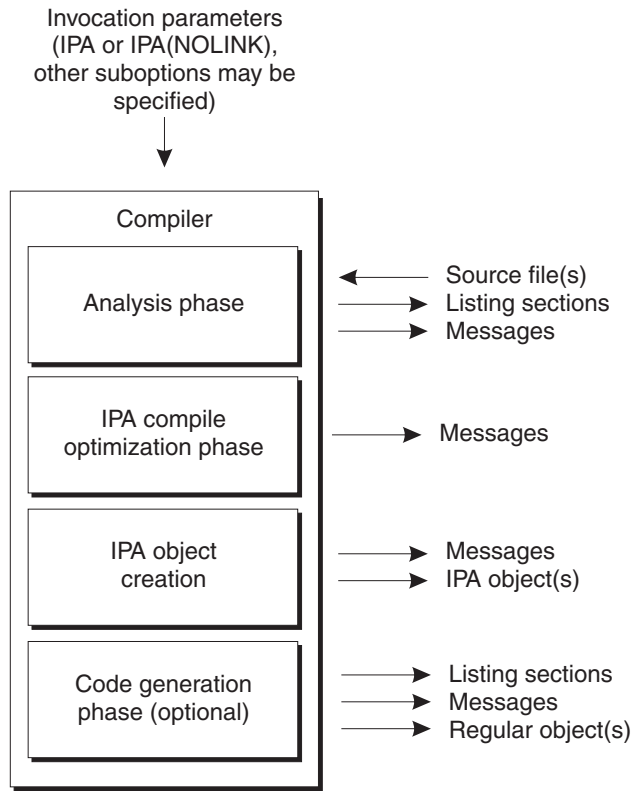 Invocation parameters
(IPA or IPA(NOLINK),
other suboptions may be
specified)
Compiler
Analysis phase
Source file(s)
Listing sections
Messages
IPA compile
optimization phase
Messages
IPA object
creation
Messages
IPA object(s)
Code generation
phase (optional)
Listing sections
Messages
Regular object(s)